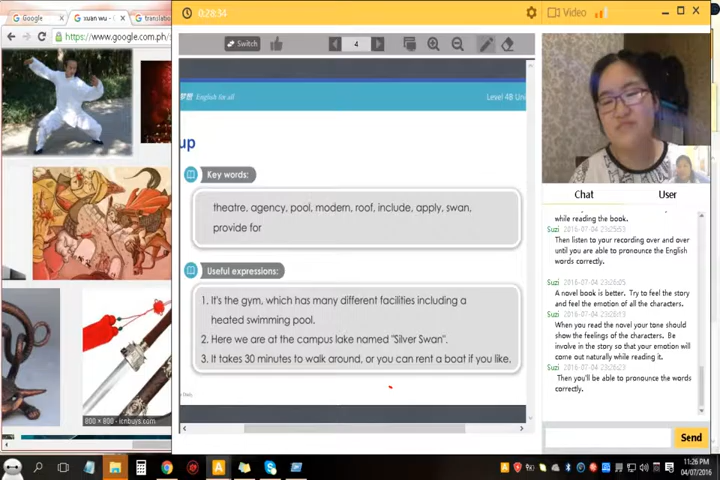 Google
xuan wu -
translation
https://www.google.com.ph/
800 × 800 - icnbuys.com
0:28:34
Video
Switch
4
English for all
Level 4B Uni
up
Key words:
theatre, agency, pool, modern, roof, include, apply, swan,
provide for
Useful expressions:
1. It's the gym, which has many different facilities including a
heated swimming pool.
2. Here we are at the campus lake named "Silver Swan".
3. It takes 30 minutes to walk around, or you can rent a boat if you like.
Chat
User
while reading the book.
Suzi 2016-07-04 23:25:53
Then listen to your recording over and over
until you are able to pronounce the English
words correctly.
Suzi 2016-07-04 23:26:05
A novel book is better. Try to feel the story
and feel the emotion of all the characters.
Suzi 2016-07-04 23:26:13
When you read the novel your tone should
show the feelings of the characters. Be
involve in the story so that your emotion will
come out naturally while reading it.
Suzi 2016-07-04 23:26:23
Then you'll be able to pronounce the words
correctly.
Send
11:26 PM
04/07/2016